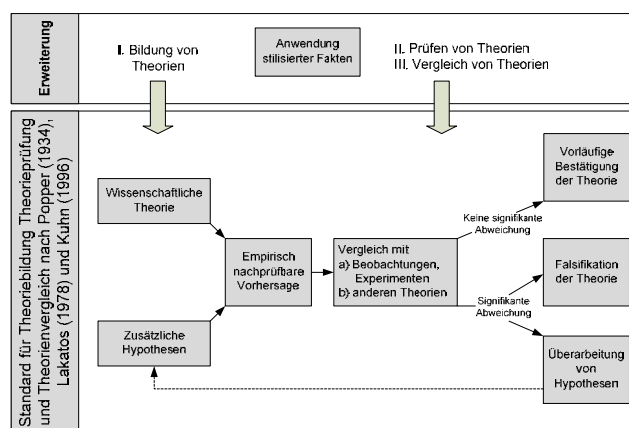 Erweiterung
I. Bildung von
Theorien
Anwendung
stilisierter Fakten
II. Prüfen von Theorien
III. Vergleich von Theorien
Standard für Theoriebildung Theorieprüfung
und Theorienvergleich nach Popper (1934),
Lakatos (1978) und Kuhn (1996)
Wissenschaftliche
Theorie
Zusätzliche
Hypothesen
Empirisch
nachprüfbare
Vorhersage
Vergleich mit
a) Beobachtungen,
Experimenten
b) anderen Theorien
Keine signifikante
Abweichung
Signifikante
Abweichung
Vorläufige
Bestätigung
der Theorie
Falsifikation
der Theorie
Überarbeitung
von
Hypothesen